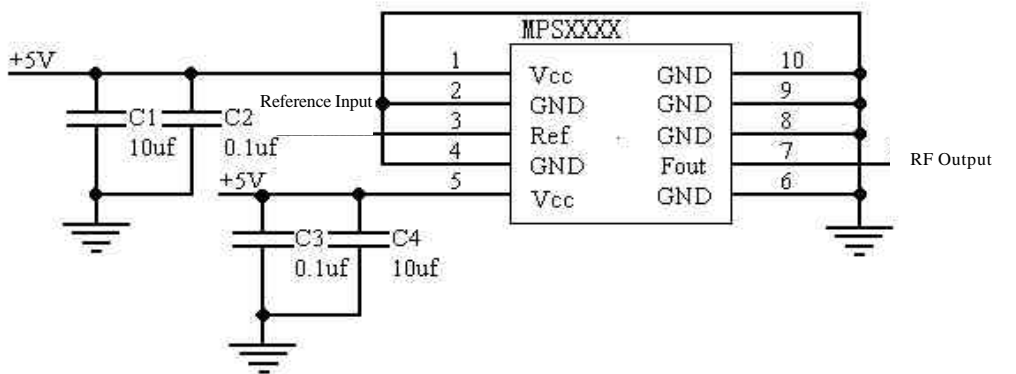 MPSXXXX
+5V
1
Vcc
GND
10
2
GND
GND
9
Reference Input
3
Ref
GND
8
4
GND
Fout
7
RF Output
5
Vcc
GND
6
C1
10uf
C2
0.1uf
+5V
C3
0.1uf
C4
10uf